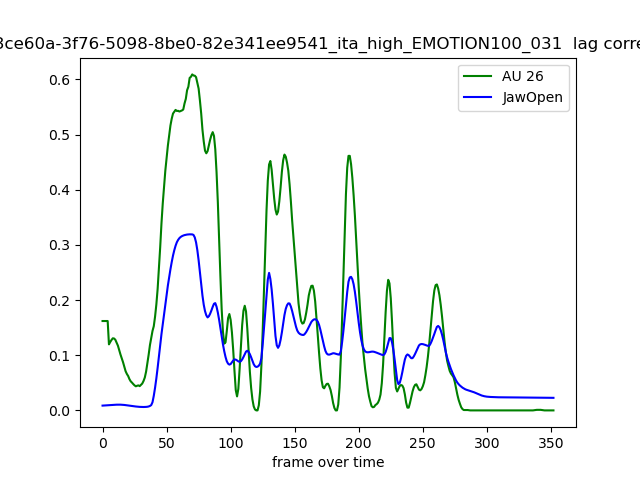 3ce60a-3f76-5098-8be0-82e341ee9541_ita_high_EMOTION100_031 lag corre
AU 26
JawOpen
0.6
0.5
0.4
0.3
0.2
0.1
0.0
0 50 100 150 200 250 300 350
frame over time